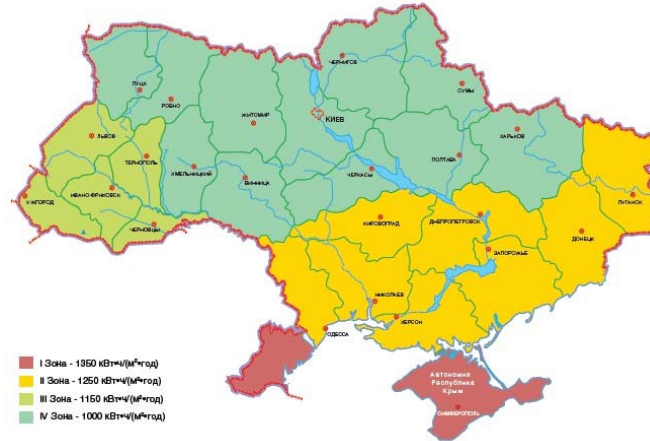 ЧЕРНИГОВ
ЛУЦК
РОВНО
СУМЫ
ЖИТОМИР
КИЕВ
ЛЬВОВ
ХАРЬКОВ
ТЕРНОПОЛЬ
ХМЕЛЬНИЦКИЙ
ПОЛТАВА
ВИННИЦА
ЧЕРКАСЫ
УЖГОРОД
ИВАНО-ФРНКОВСК
ЛУГАНСК
ЧЕРНОВЦЫ
КИРОВОГРАД
ДНЕПРОПЕТРОВСК
ДОНЕЦК
ЗАПОРОЖЬЕ
НИКОЛАЕВ
ХЕРСОН
ОДЕССА
I Зона - 1350 кВт•ч/(м²•год)
II Зона - 1250 кВт•ч/(м²•год)
III Зона - 1150 кВт•ч/(м²•год)
IV Зона - 1000 кВт•ч/(м²•год)
Автономия
Республика
Крым
СИМФЕРОПОЛЬ